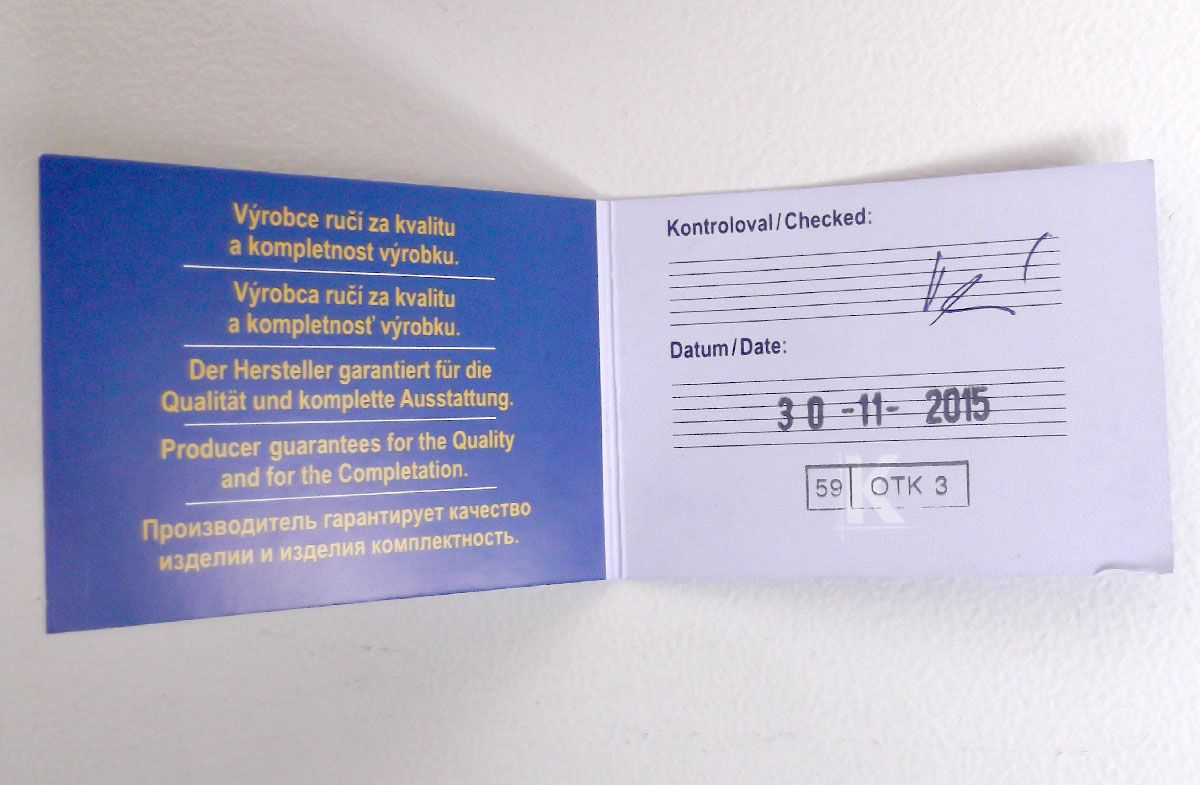 Výrobce ručí za kvalitu
a kompletnost výrobku.
Výrobca ručí za kvalitu
a kompletnosť výrobku.
Der Hersteller garantiert für die
Qualität und komplette Ausstattung.
Producer guarantees for the Quality
and for the Completation.
Производитель гарантирует качество
изделии и изделия комплектность.
Kontroloval/Checked:
Datum/Date:
30 -11- 2015
59 OTK 3
K